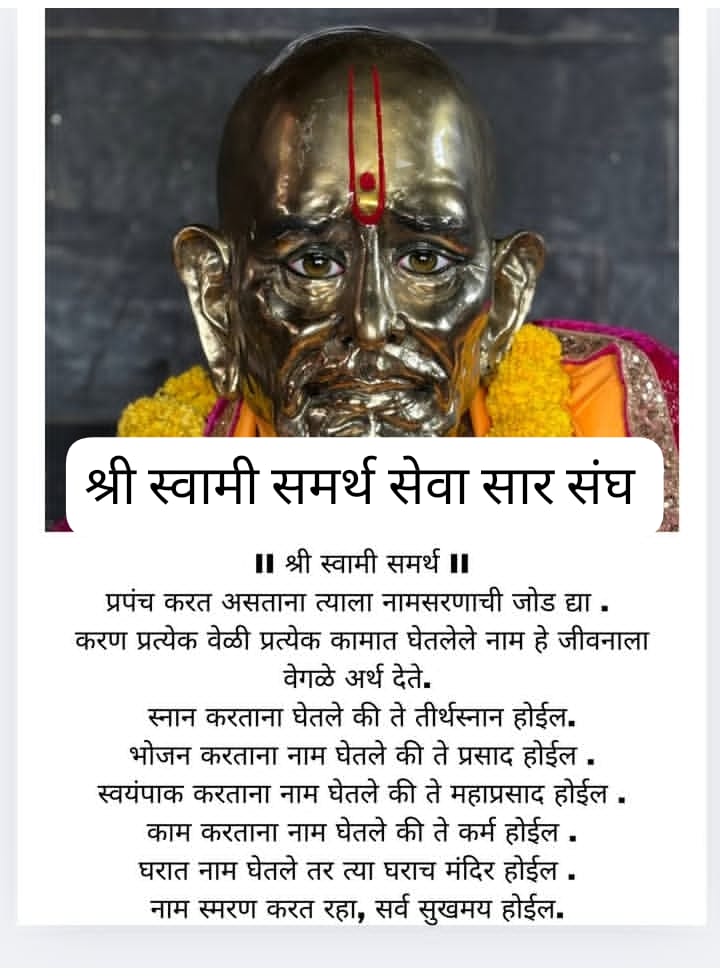 श्री स्वामी समर्थ सेवा सार संघ
॥ श्री स्वामी समर्थ ॥
प्रपंच करत असताना त्याला नामसरणाची जोड द्या .
करण प्रत्येक वेळी प्रत्येक कामात घेतलेले नाम हे जीवनाला
वेगळे अर्थ देते.
स्नान करताना घेतले की ते तीर्थस्नान होईल.
भोजन करताना नाम घेतले की ते प्रसाद होईल .
स्वयंपाक करताना नाम घेतले की ते महाप्रसाद होईल .
काम करताना नाम घेतले की ते कर्म होईल .
घरात नाम घेतले तर त्या घराच मंदिर होईल .
नाम स्मरण करत रहा, सर्व सुखमय होईल.